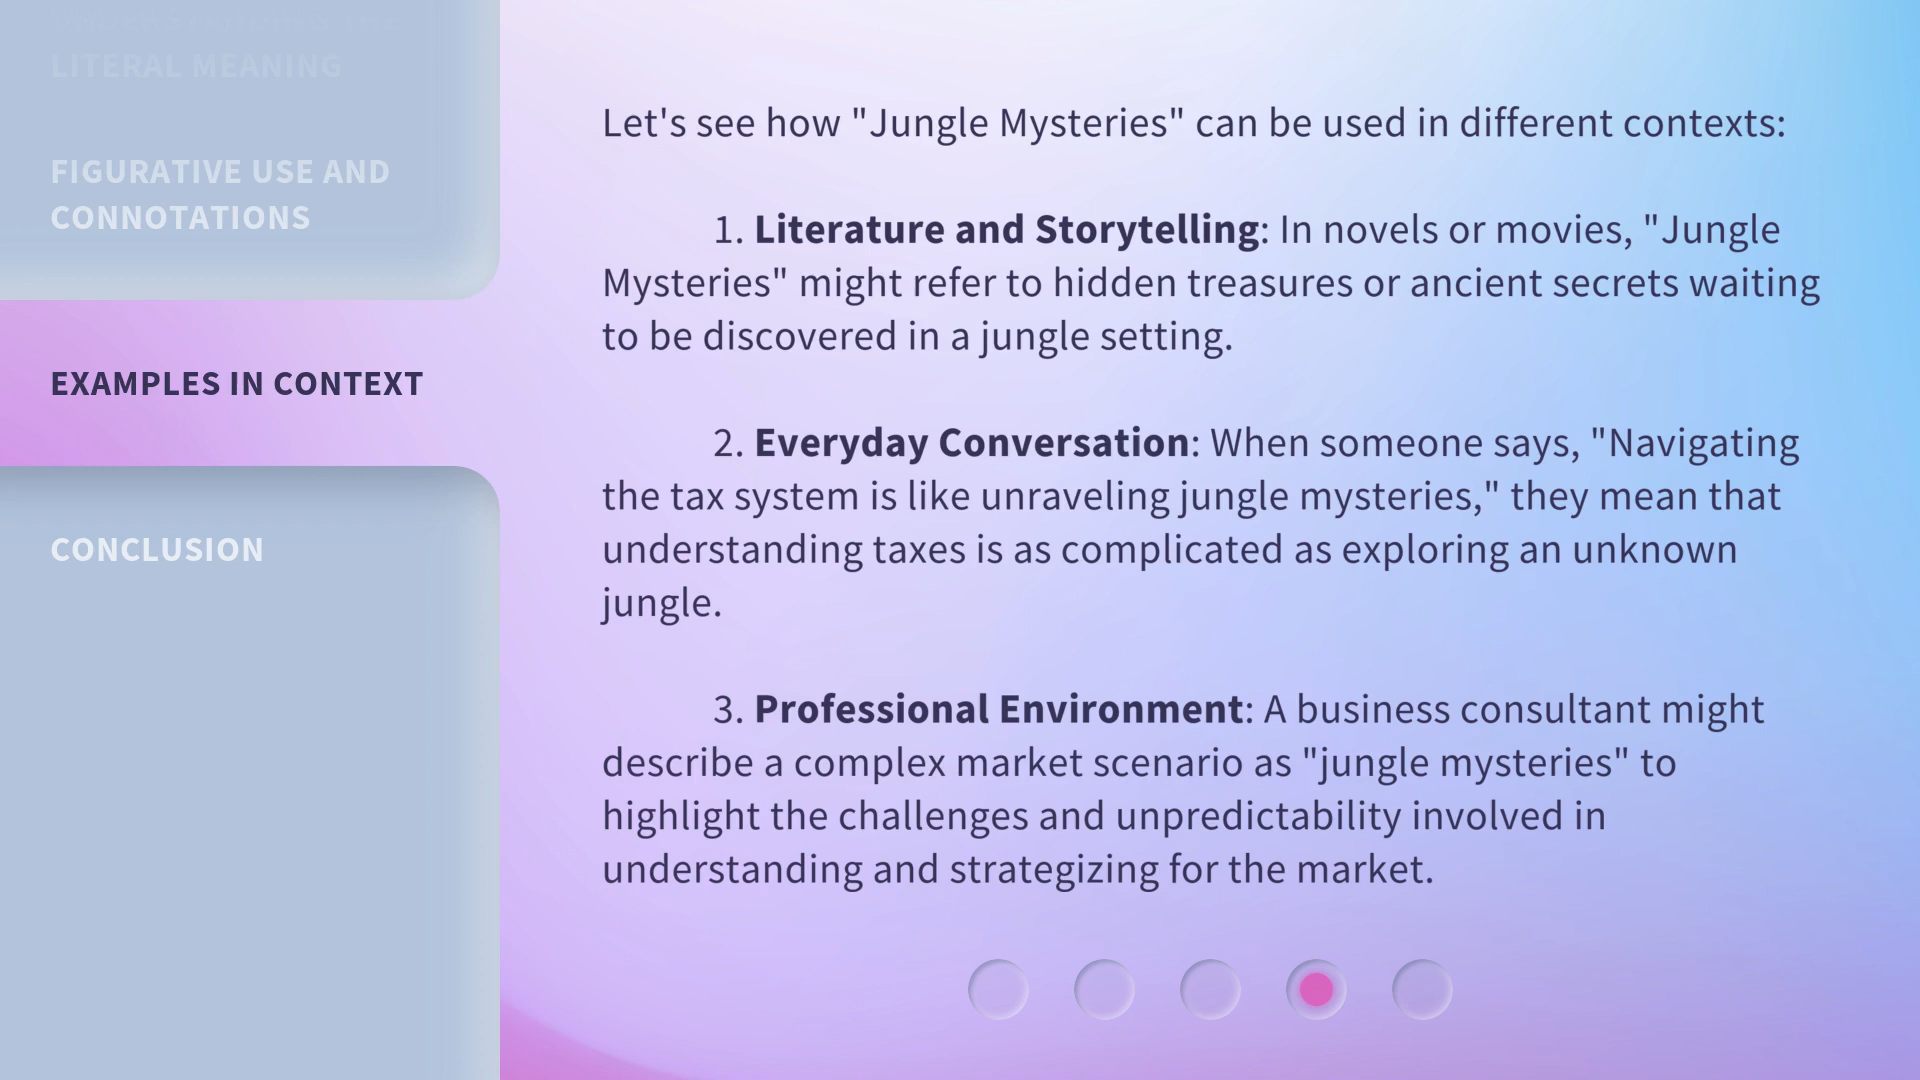 LITERAL MEANING
FIGURATIVE USE AND
CONNOTATIONS
EXAMPLES IN CONTEXT
CONCLUSION
Let's see how "Jungle Mysteries" can be used in different contexts:
1. Literature and Storytelling: In novels or movies, "Jungle
Mysteries" might refer to hidden treasures or ancient secrets waiting
to be discovered in a jungle setting.
2. Everyday Conversation: When someone says, "Navigating
the tax system is like unraveling jungle mysteries," they mean that
understanding taxes is as complicated as exploring an unknown
jungle.
3. Professional Environment: A business consultant might
describe a complex market scenario as "jungle mysteries" to
highlight the challenges and unpredictability involved in
understanding and strategizing for the market.